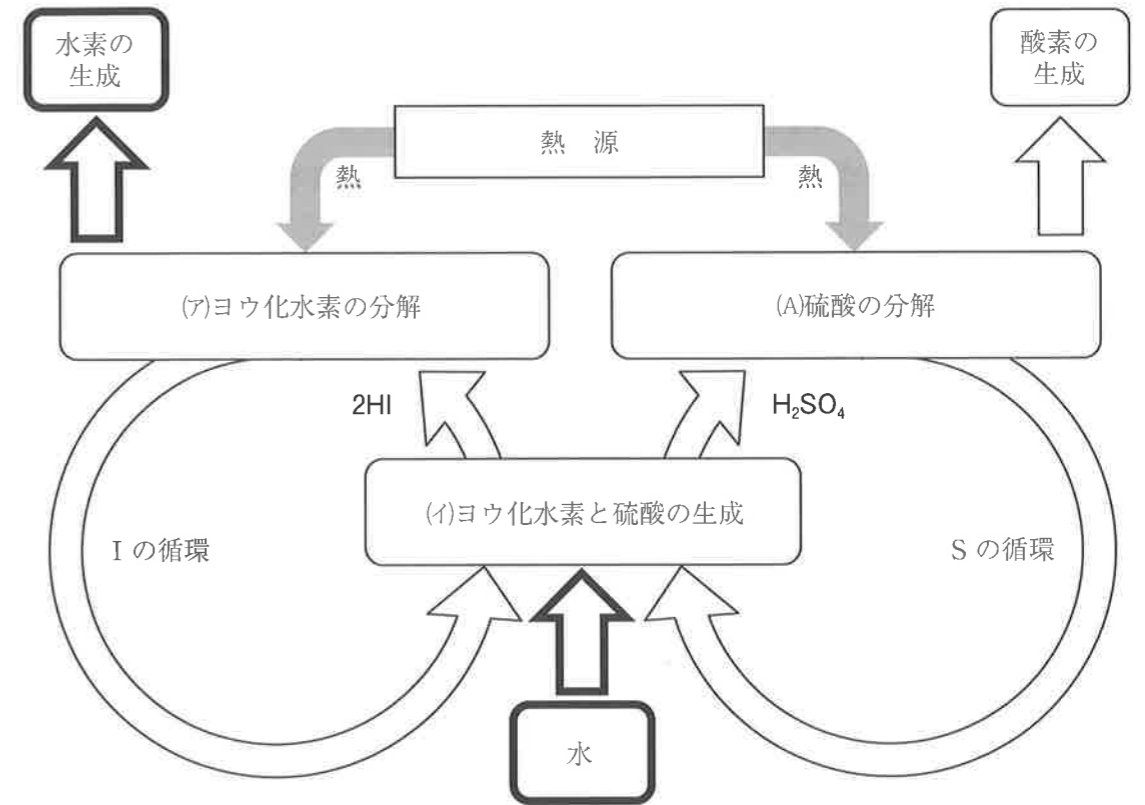 水素の
生成
酸素の
生成
熱 源
熱
熱
(ア)ヨウ化水素の分解
(A)硫酸の分解
2HI
H₂SO₄
(イ)ヨウ化水素と硫酸の生成
I の循環
S の循環
水